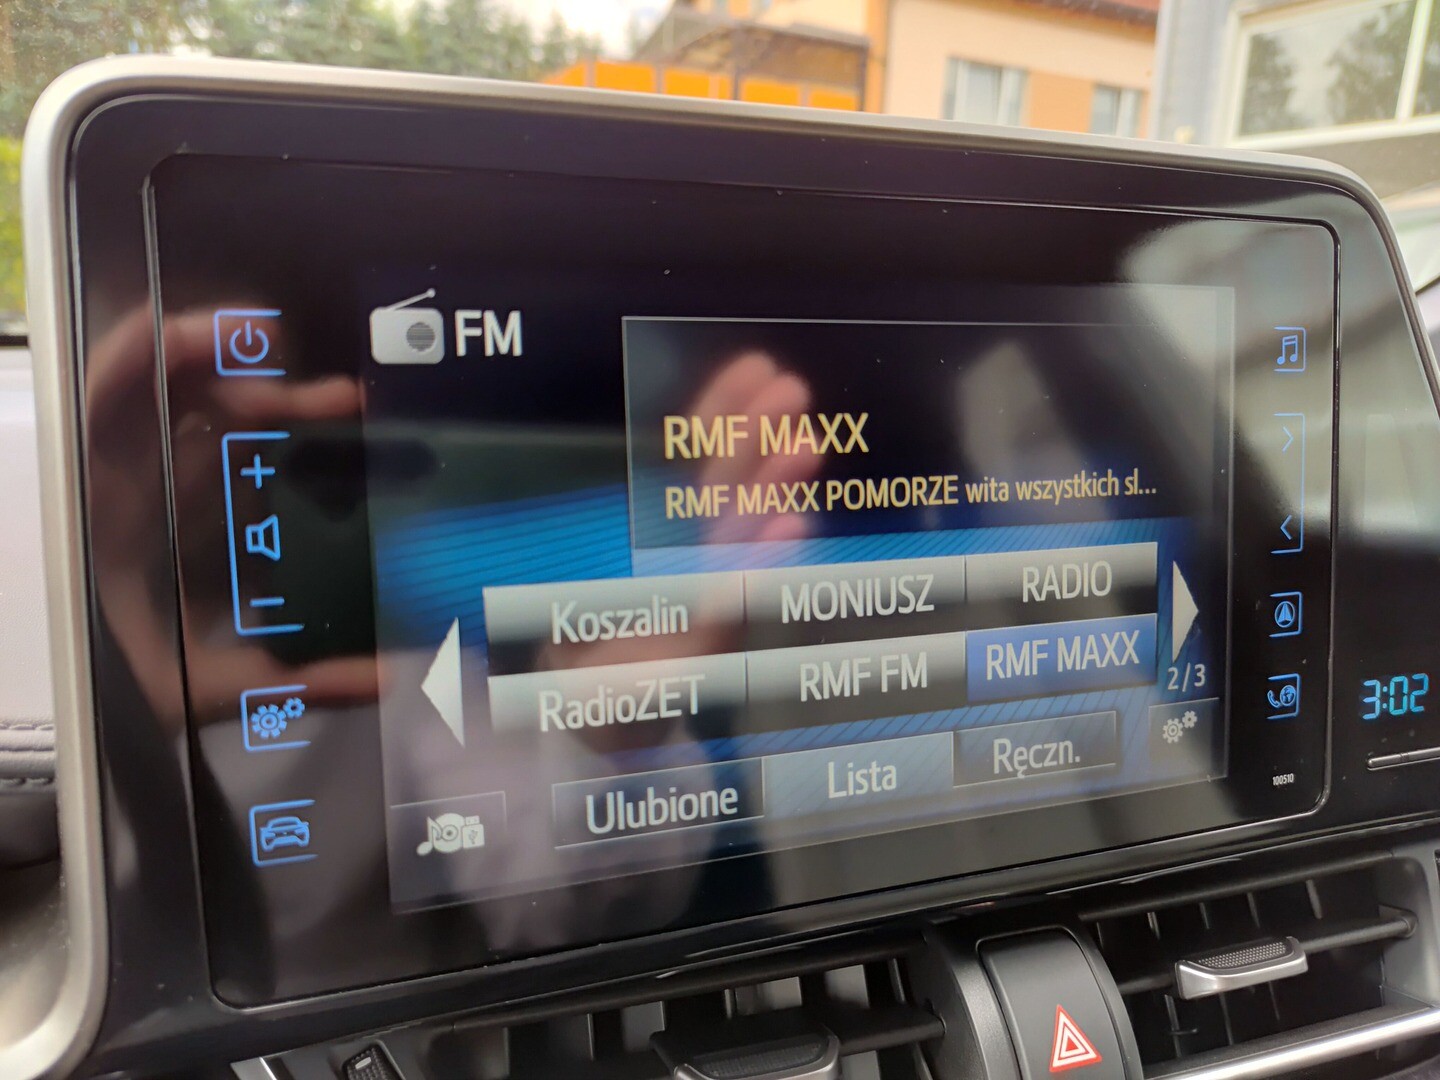 FM
RMF MAXX
RMF MAXX POMORZE wita wszystkich sl...
Koszalin MONIUSZ RADIO
RadioZET RMF FM RMF MAXX
2/3
Ulubione Lista Ręczn.
3:02
100510